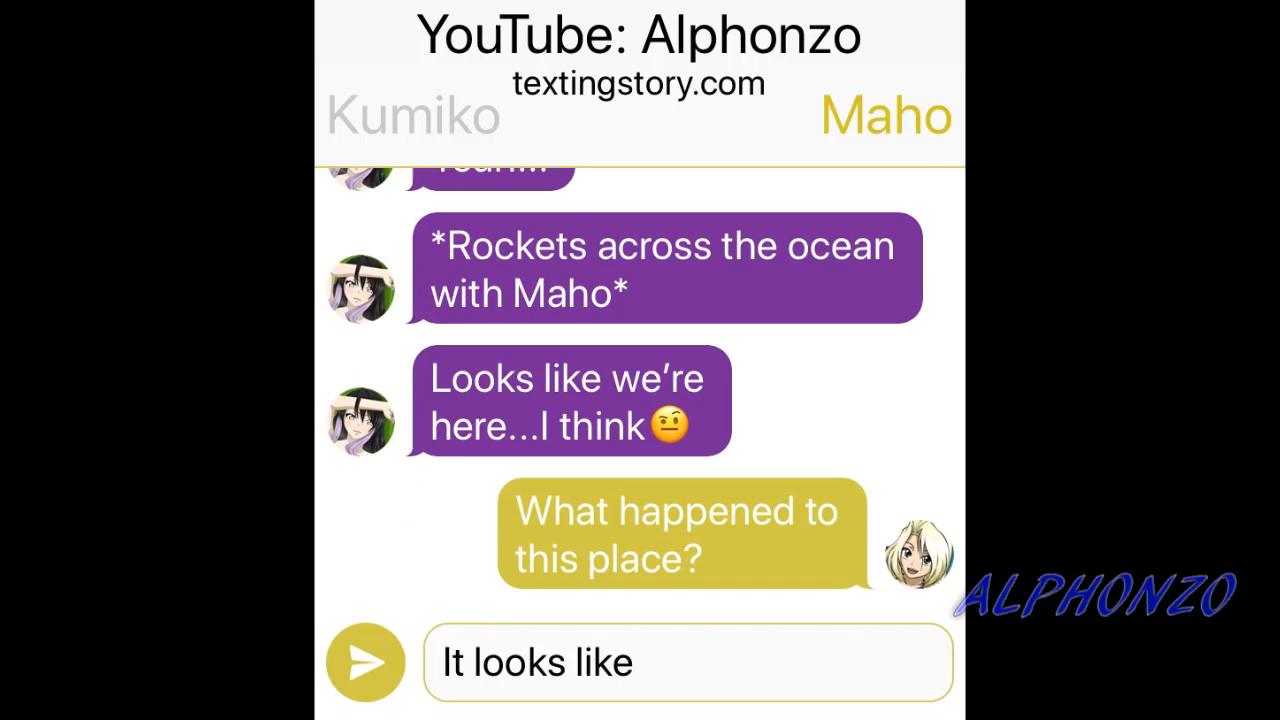 YouTube: Alphonzo
textingstory.com
Kumiko
Maho
*Rockets across the ocean
with Maho*
Looks like we’re
here...I think🤨
What happened to
this place?
ALPHONZO
It looks like